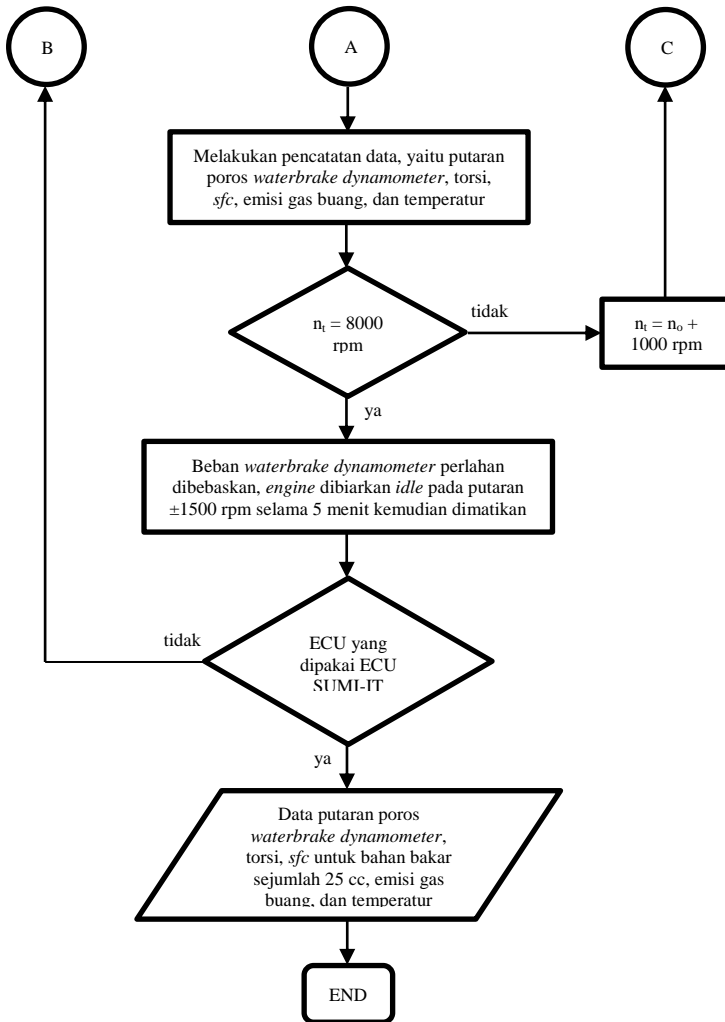 B
A
C
Melakukan pencatatan data, yaitu putaran
poros waterbrake dynamometer, torsi,
sfc, emisi gas buang, dan temperatur
nₜ = 8000
rpm
tidak
nₜ = nₒ +
1000 rpm
ya
Beban waterbrake dynamometer perlahan
dibebaskan, engine dibiarkan idle pada putaran
±1500 rpm selama 5 menit kemudian dimatikan
tidak
ECU yang
dipakai ECU
SUMI-IT
ya
Data putaran poros
waterbrake dynamometer,
torsi, sfc untuk bahan bakar
sejumlah 25 cc, emisi gas
buang, dan temperatur
END